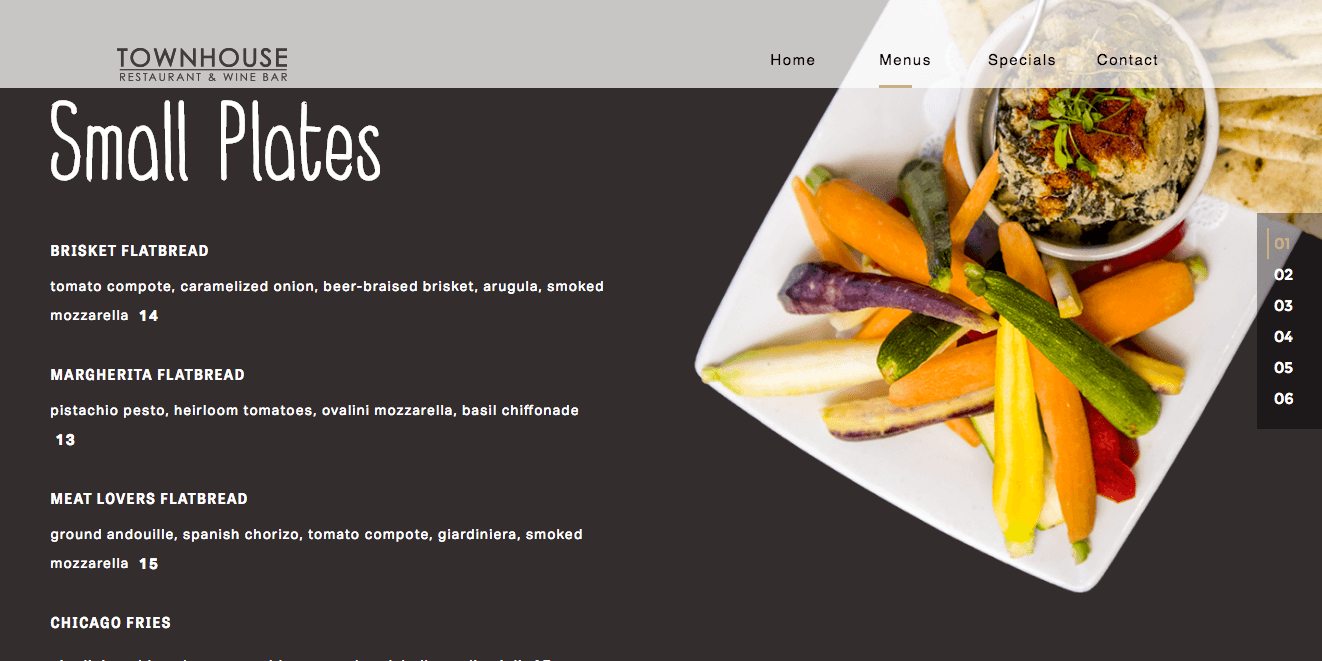 TOWNHOUSE
RESTAURANT & WINE BAR
Home Menus Specials Contact
Small Plates
BRISKET FLATBREAD
tomato compote, caramelized onion, beer-braised brisket, arugula, smoked
mozzarella 14
MARGHERITA FLATBREAD
pistachio pesto, heirloom tomatoes, ovalini mozzarella, basil chiffonade
13
MEAT LOVERS FLATBREAD
ground andouille, spanish chorizo, tomato compote, giardiniera, smoked
mozzarella 15
CHICAGO FRIES
01
02
03
04
05
06